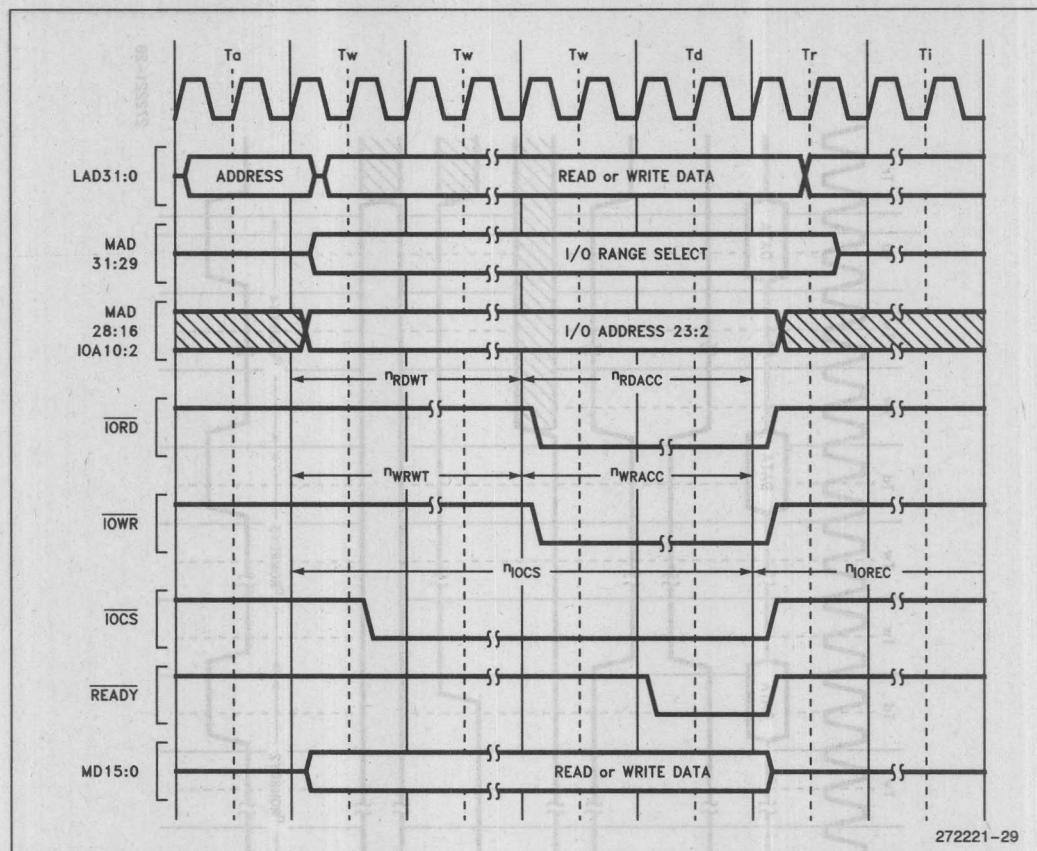 Ta Tw Tw Tw Td Tr Ti
LAD31:0
ADDRESS
READ or WRITE DATA
MAD
31:29
I/O RANGE SELECT
MAD
28:16
IOA10:2
I/O ADDRESS 23:2
nRDWT
nRDACC
IORD
nWRWT
nWRACC
IOWR
nIOCS
nIOREC
IOCS
READY
MD15:0
READ or WRITE DATA
272221-29